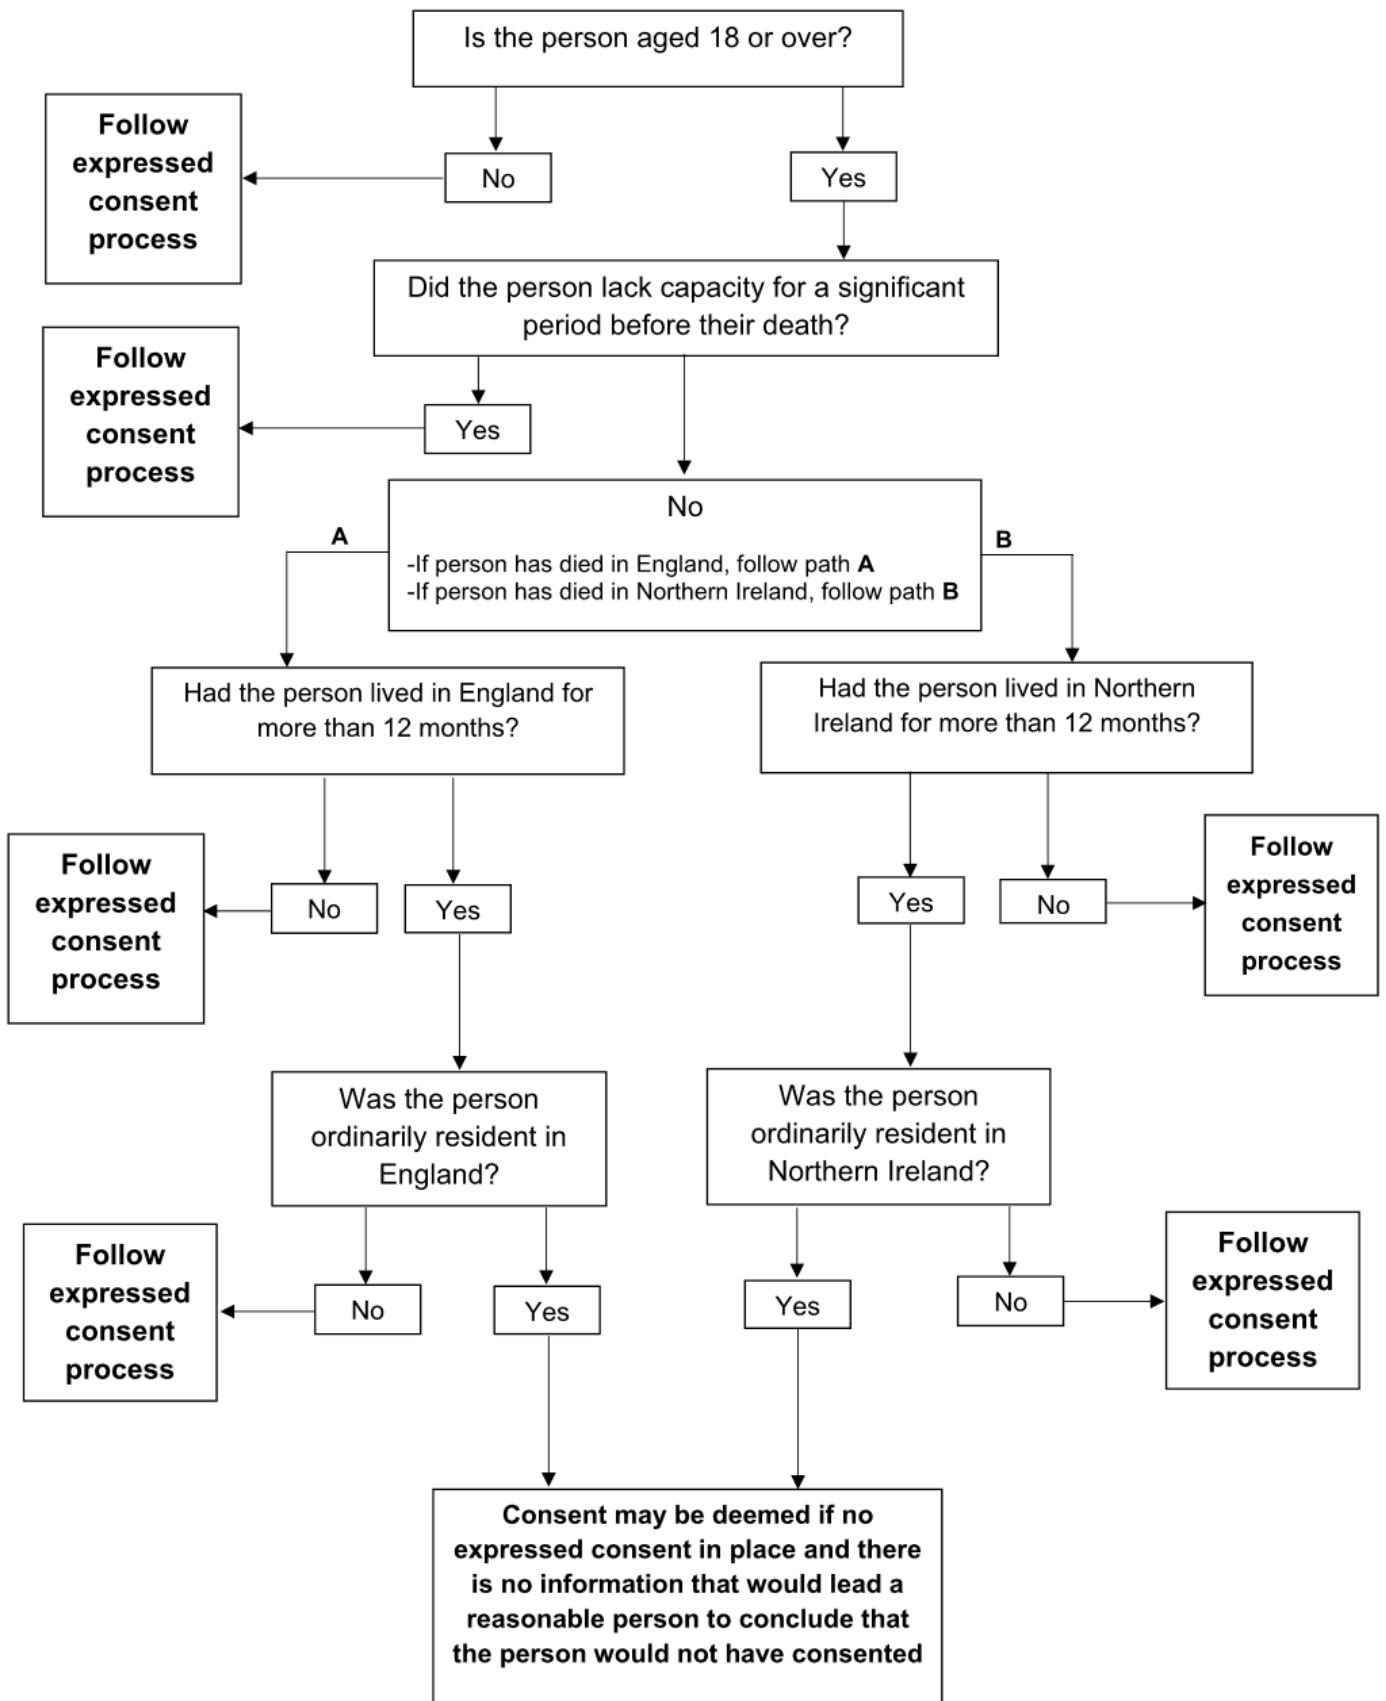 Is the person aged 18 or over?
Follow
expressed
consent
process
No
Yes
Did the person lack capacity for a significant
period before their death?
Follow
expressed
consent
process
Yes
No
-If person has died in England, follow path A
-If person has died in Northern Ireland, follow path B
A
B
Had the person lived in England for
more than 12 months?
Had the person lived in Northern
Ireland for more than 12 months?
Follow
expressed
consent
process
No
Yes
Yes
No
Follow
expressed
consent
process
Was the person
ordinarily resident in
England?
Was the person
ordinarily resident in
Northern Ireland?
Follow
expressed
consent
process
No
Yes
Yes
No
Follow
expressed
consent
process
Consent may be deemed if no
expressed consent in place and there
is no information that would lead a
reasonable person to conclude that
the person would not have consented